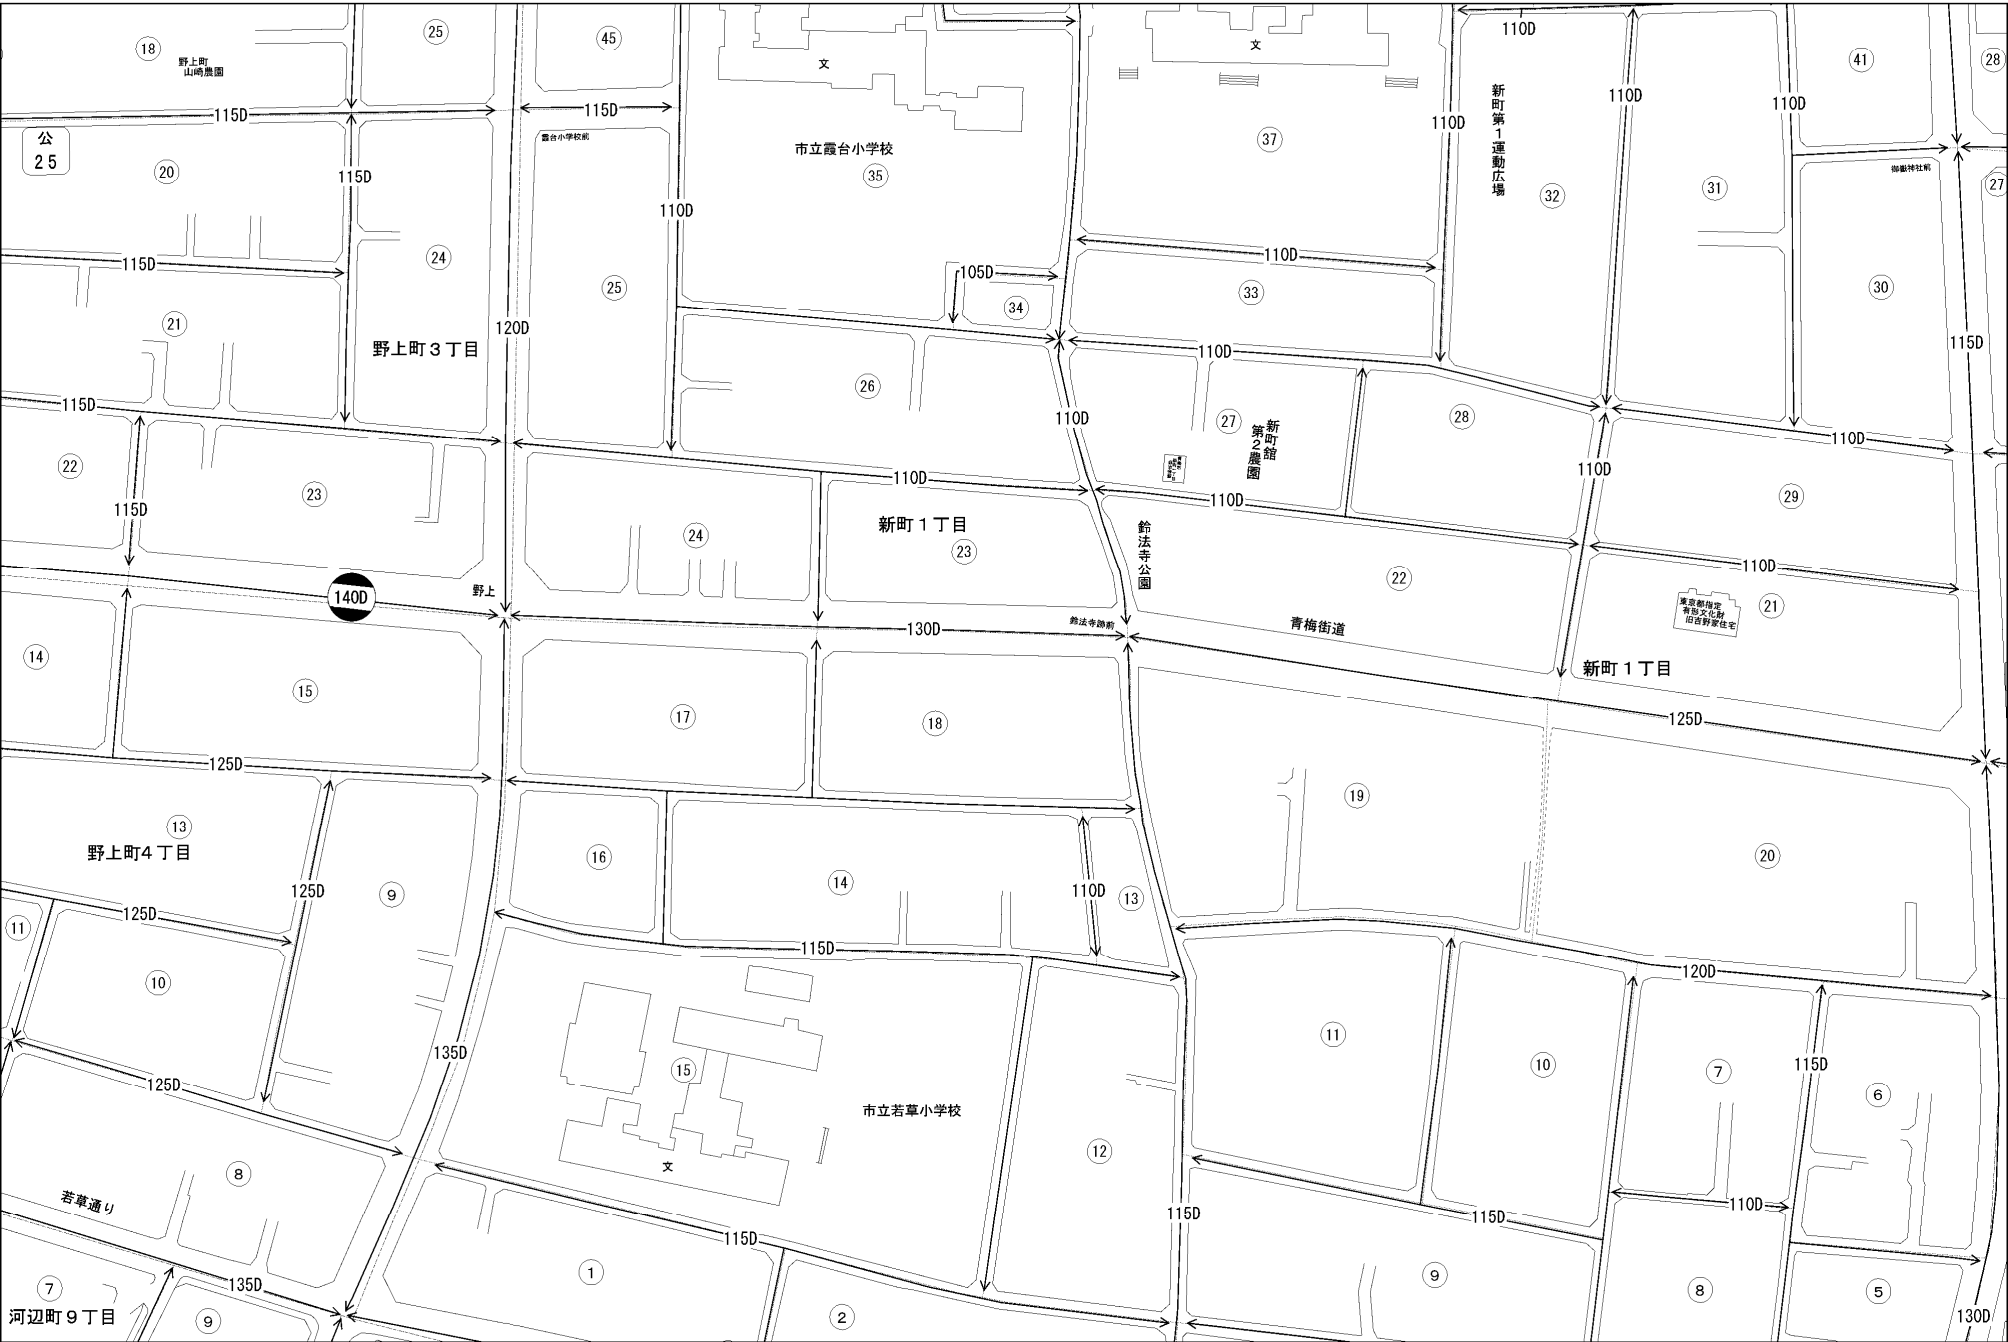 18
野上町
山崎農園
25
45
文
文
110D
41
28
115D
115D
公
25
霞台小学校前
市立霞台小学校
35
37
110D
新町第1運動広場
110D
110D
御嶽神社前
20
115D
110D
32
31
27
115D
24
25
105D
34
110D
33
30
21
野上町3丁目
120D
110D
115D
115D
26
110D
27
新町舘
第2農園
28
110D
22
23
115D
110D
110D
110D
29
24
新町1丁目
23
鈴法寺公園
22
110D
21
東京都指定
有形文化財
旧吉野家住宅
140D
野上
130D
鈴法寺跡前
青梅街道
新町1丁目
14
15
17
18
125D
125D
19
13
野上町4丁目
16
14
110D
13
20
125D
125D
9
11
115D
120D
10
135D
15
市立若草小学校
文
11
10
7
115D
6
125D
12
8
若草通り
115D
115D
115D
110D
135D
1
2
9
8
5
7
河辺町9丁目
9
130D